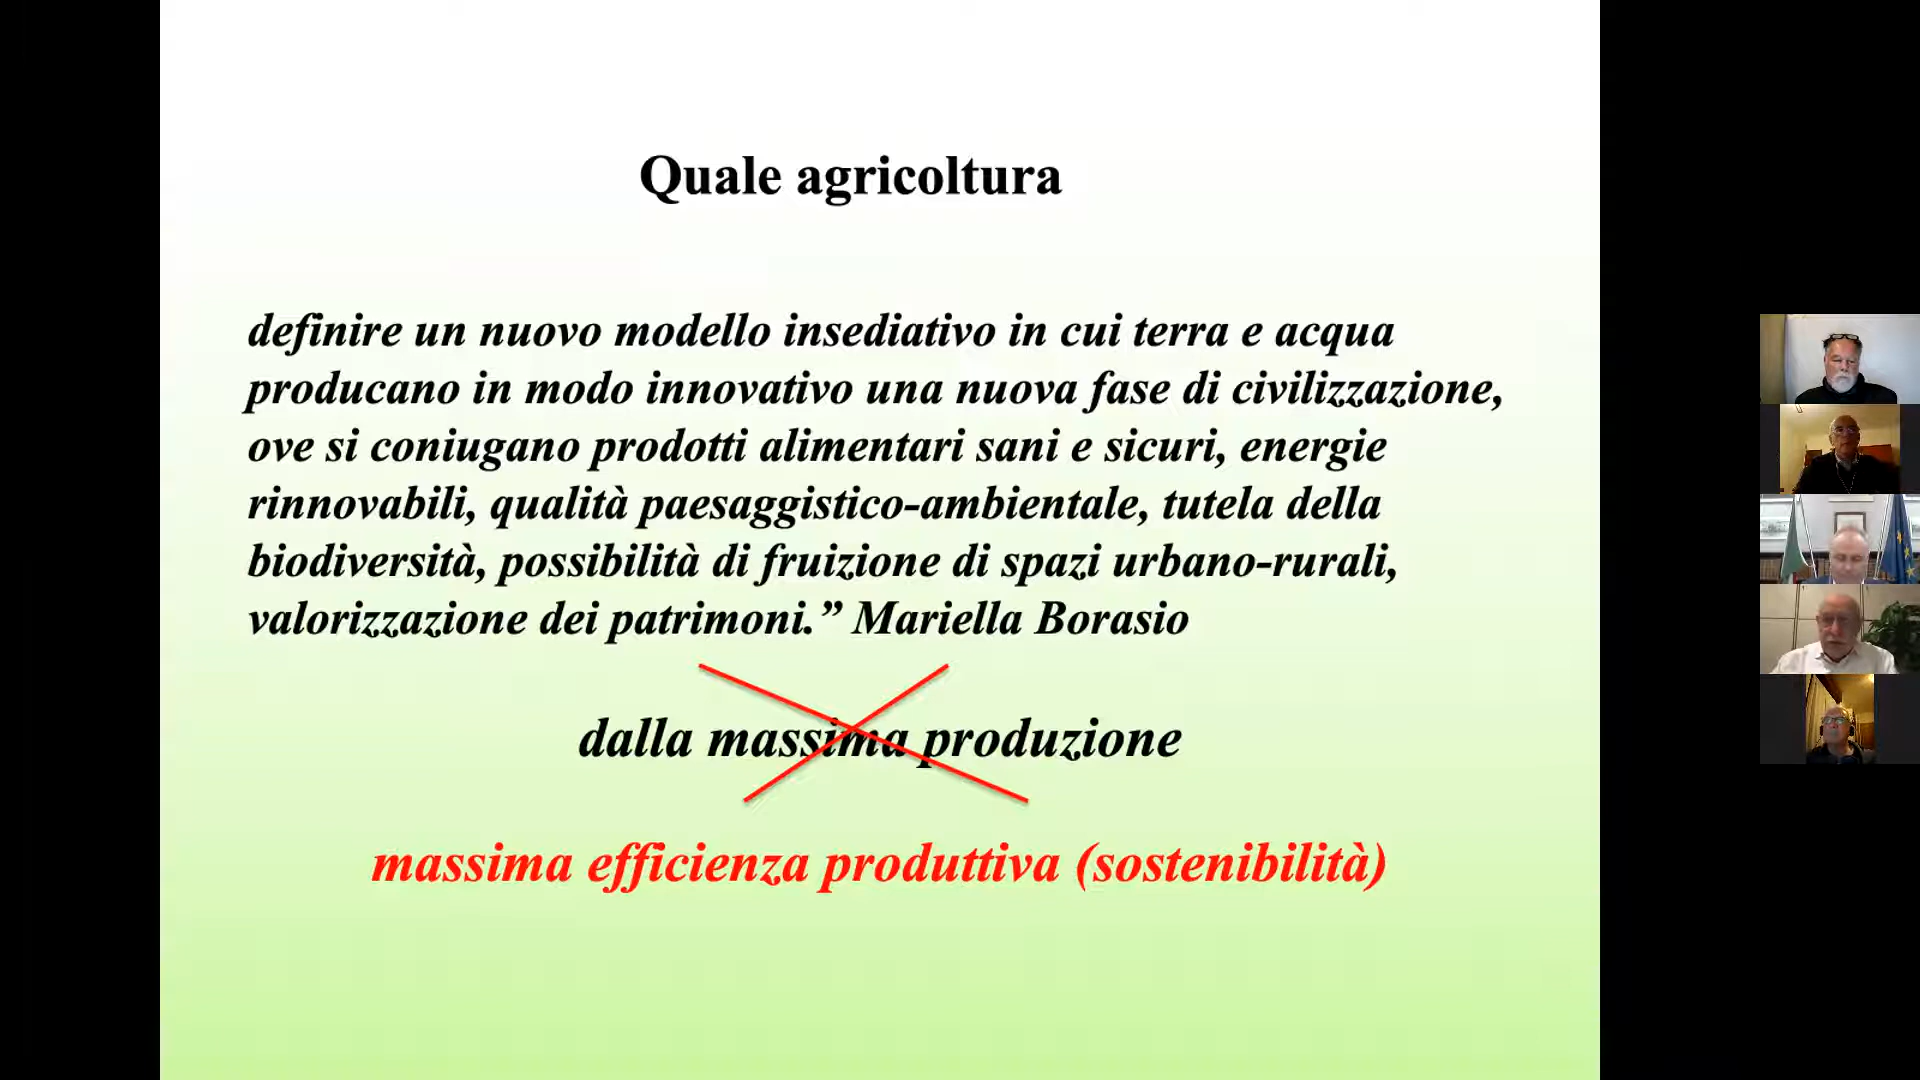 Quale agricoltura
definire un nuovo modello insediativo in cui terra e acqua
producano in modo innovativo una nuova fase di civilizzazione,
ove si coniugano prodotti alimentari sani e sicuri, energie
rinnovabili, qualità paesaggistico-ambientale, tutela della
biodiversità, possibilità di fruizione di spazi urbano-rurali,
valorizzazione dei patrimoni.” Mariella Borasio
dalla massima produzione
massima efficienza produttiva (sostenibilità)